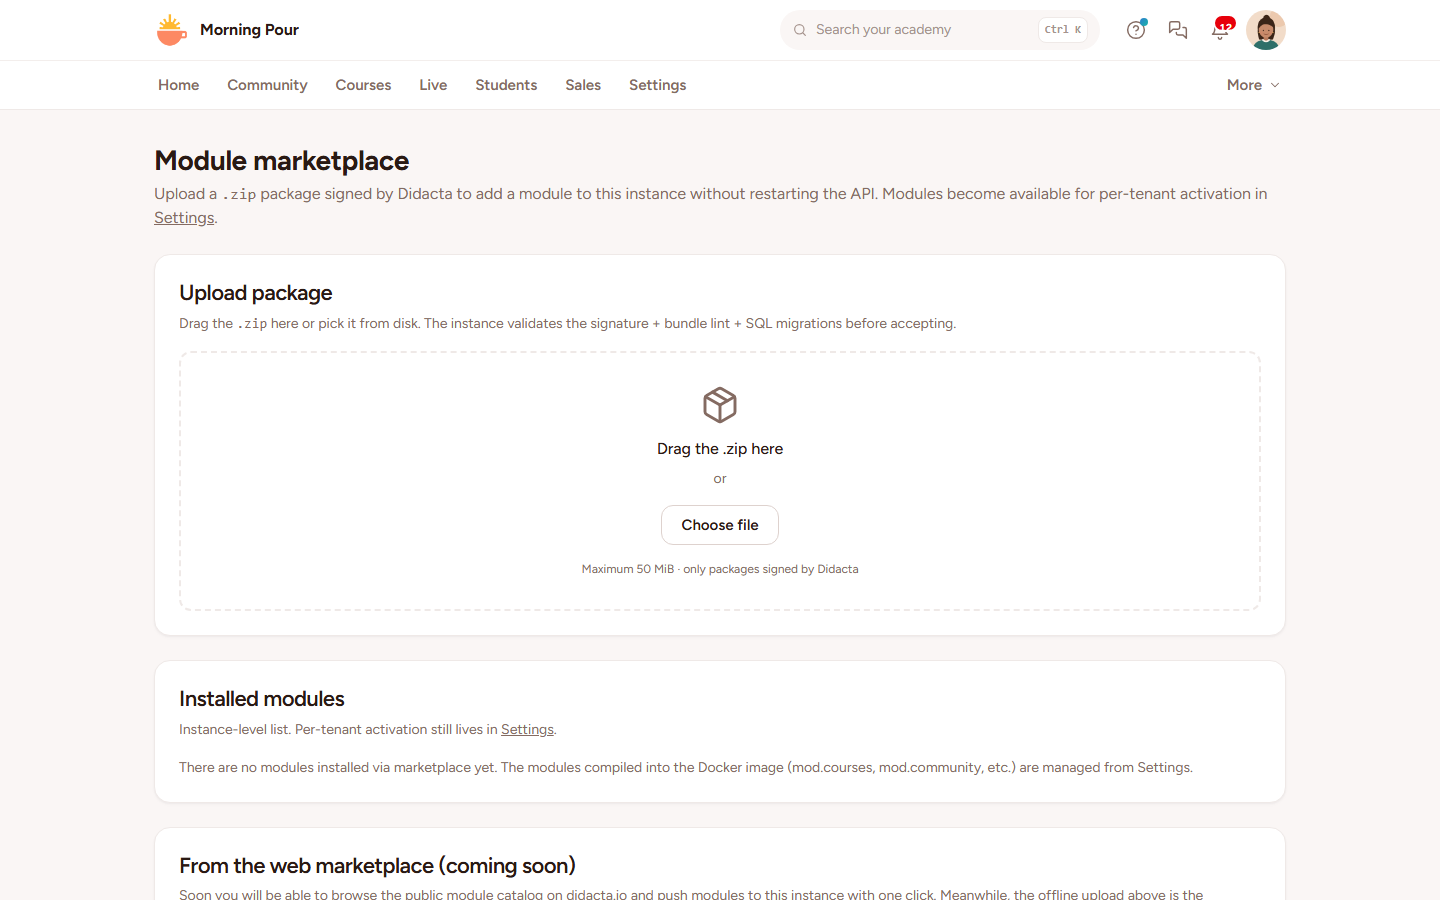 Morning Pour
Search your academy
Ctrl K
12
Home
Community
Courses
Live
Students
Sales
Settings
More
Module marketplace
Upload a .zip package signed by Didacta to add a module to this instance without restarting the API. Modules become available for per-tenant activation in
Settings.
Upload package
Drag the .zip here or pick it from disk. The instance validates the signature + bundle lint + SQL migrations before accepting.
Drag the .zip here
or
Choose file
Maximum 50 MiB · only packages signed by Didacta
Installed modules
Instance-level list. Per-tenant activation still lives in Settings.
There are no modules installed via marketplace yet. The modules compiled into the Docker image (mod.courses, mod.community, etc.) are managed from Settings.
From the web marketplace (coming soon)
Soon you will be able to browse the public module catalog on didacta.io and push modules to this instance with one click. Meanwhile, the offline upload above is the